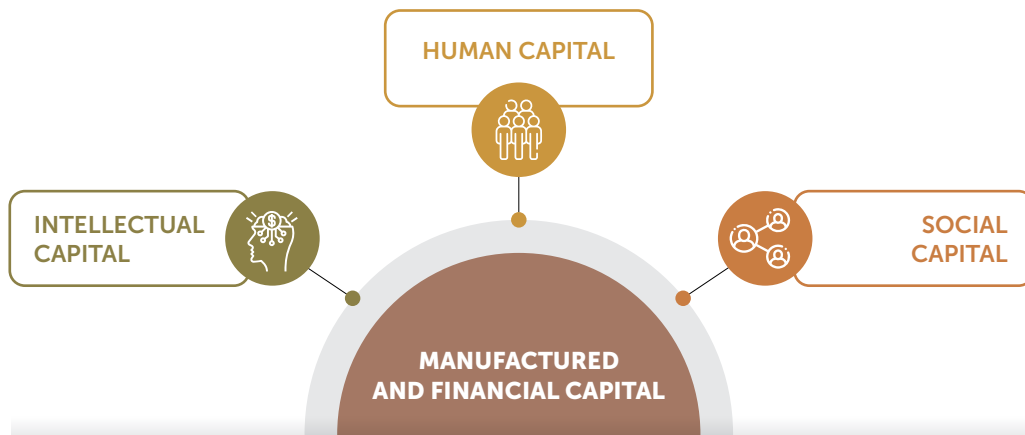 HUMAN CAPITAL
INTELLECTUAL
CAPITAL
$
SOCIAL
CAPITAL
MANUFACTURED
AND FINANCIAL CAPITAL